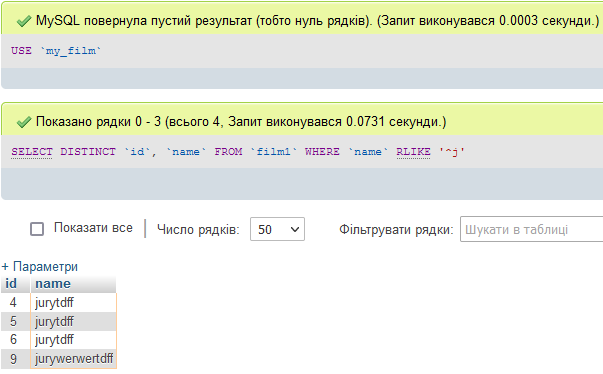 MySQL повернула пустий результат (тобто нуль рядків). (Запит виконувався 0.0003 секунди.)
USE `my_film`
Показано рядки 0 - 3 (всього 4, Запит виконувався 0.0731 секунди.)
SELECT DISTINCT `id`, `name` FROM `film1` WHERE `name` RLIKE '^j'
Показати все Число рядків: 50 Фільтрувати рядки: Шукати в таблиці
+ Параметри
id name
4 jurytdff
5 jurytdff
6 jurytdff
9 jurywerwertdff